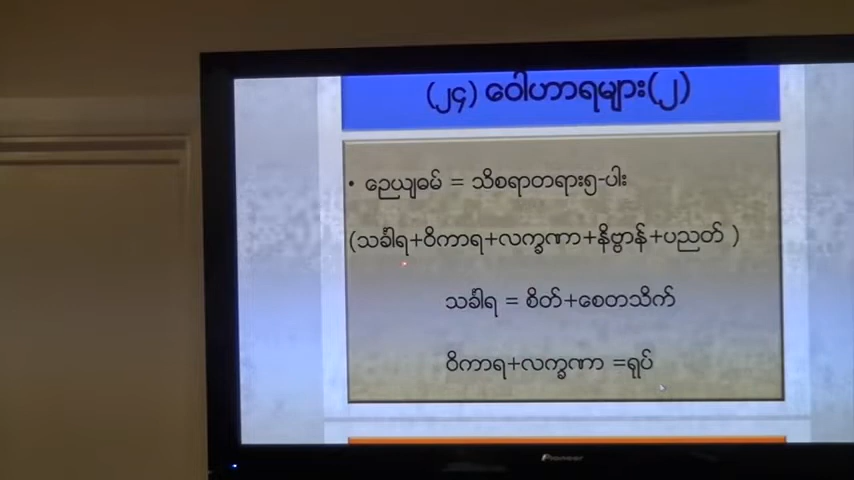 (၂၄) ဝေါဟာရများ(၂)
• ဉေယျဓမ် = သိစရာတရား၅-ပါး
(သင်္ခါရ+ဝိကာရ+လက္ခဏာ+နိဗ္ဗာန်+ပညတ် )
သင်္ခါရ = စိတ်+စေတသိက်
ဝိကာရ+လက္ခဏာ =ရုပ်
Pioneer